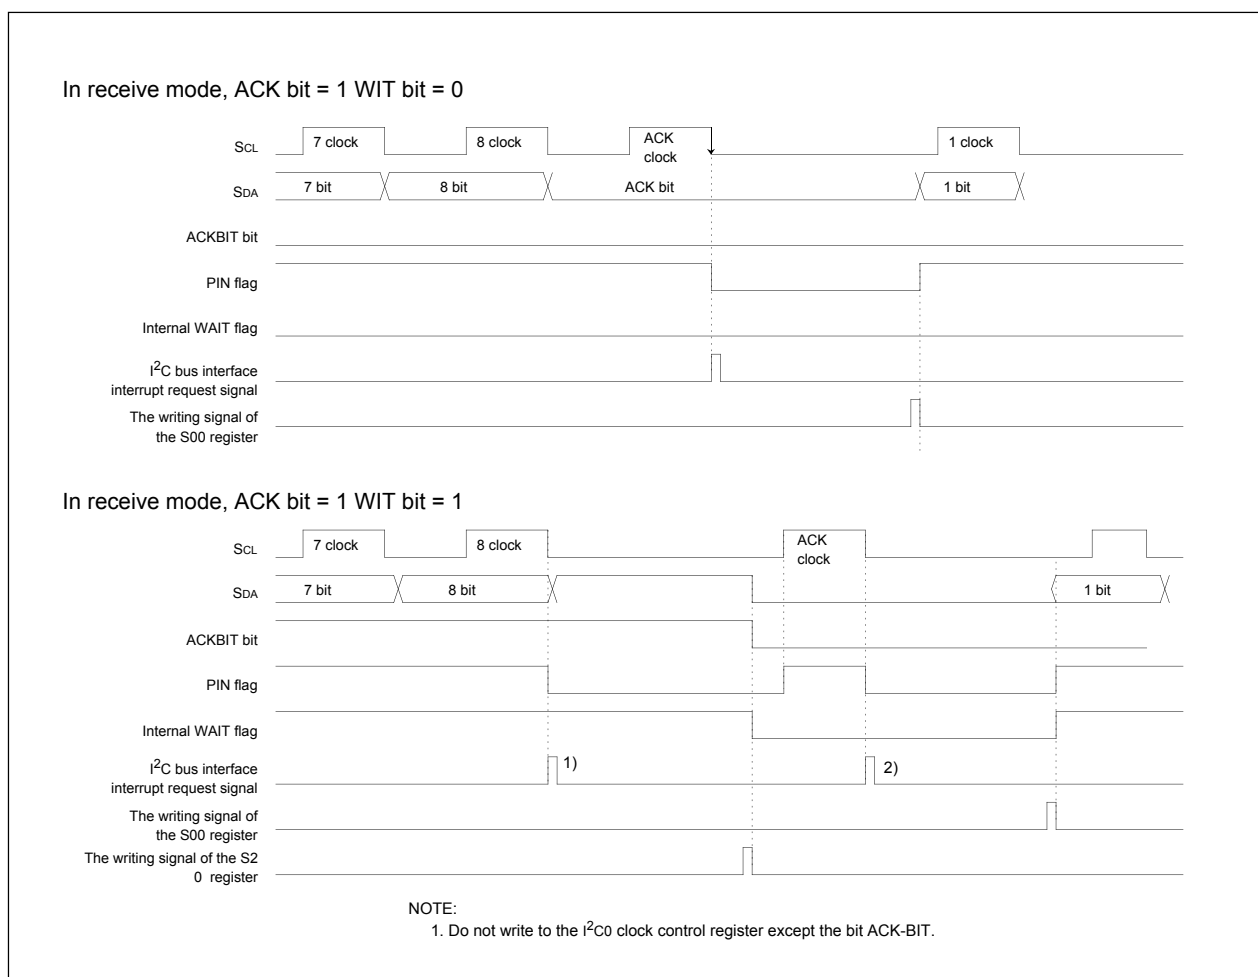 In receive mode, ACK bit = 1 WIT bit = 0
SCL 7 clock 8 clock ACK clock 1 clock
SDA 7 bit 8 bit ACK bit 1 bit
ACKBIT bit
PIN flag
Internal WAIT flag
I2C bus interface
interrupt request signal
The writing signal of
the S00 register
In receive mode, ACK bit = 1 WIT bit = 1
SCL 7 clock 8 clock ACK clock
SDA 7 bit 8 bit 1 bit
ACKBIT bit
PIN flag
Internal WAIT flag
I2C bus interface 1) 2)
interrupt request signal
The writing signal of
the S00 register
The writing signal of the S2
0 register
NOTE:
1. Do not write to the I2C0 clock control register except the bit ACK-BIT.